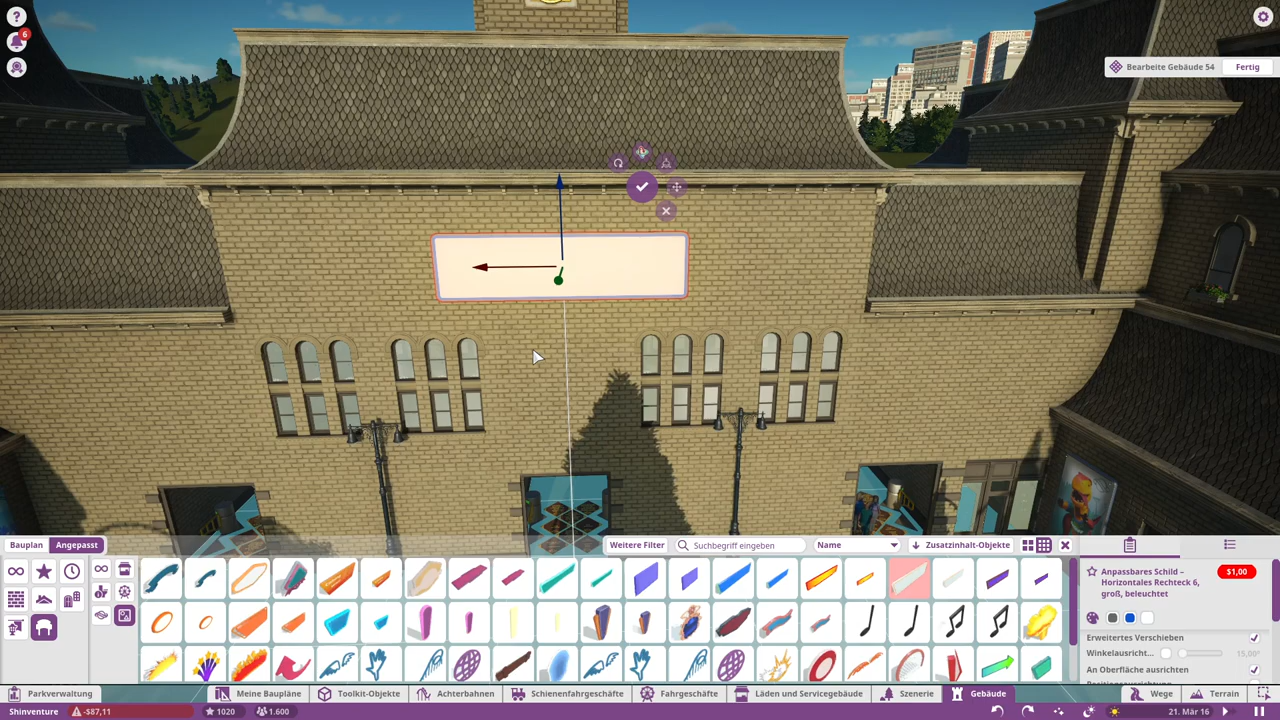 ?
6
Bearbeite Gebäude 54
Fertig
Bauplan
Angepasst
Weitere Filter
Suchbegriff eingeben
Name
Zusatzinhalt-Objekte
Anpassbares Schild –
Horizontales Rechteck 6,
groß, beleuchtet
$1,00
Erweitertes Verschieben
Winkelausricht...
15,00°
An Oberfläche ausrichten
Parkverwaltung
Meine Baupläne
Toolkit-Objekte
Achterbahnen
Schienenfahrgeschäfte
Fahrgeschäfte
Läden und Servicegebäude
Szenerie
Gebäude
Wege
Terrain
Shinventure
-$87,11
1020
1.600
21. Mär 16